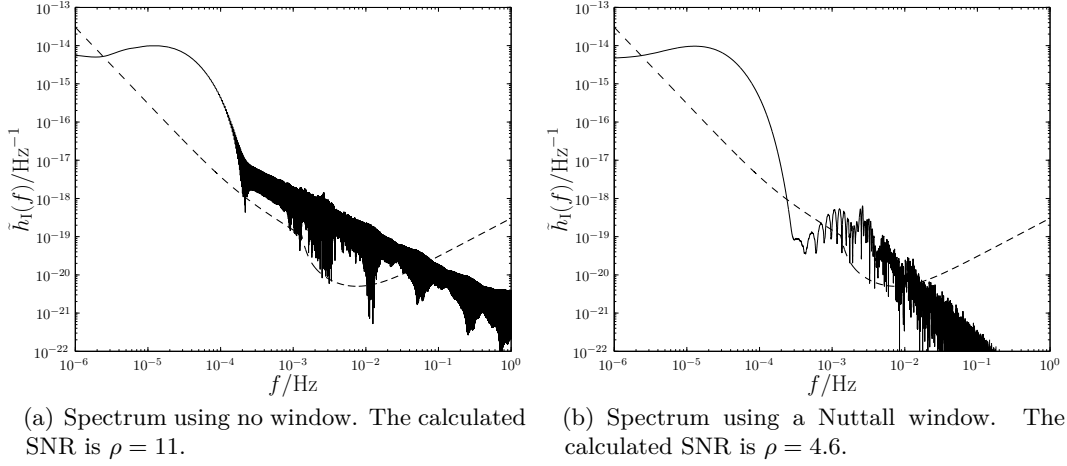 10⁻¹³
10⁻¹⁴
10⁻¹⁵
10⁻¹⁶
10⁻¹⁷
10⁻¹⁸
10⁻¹⁹
10⁻²⁰
10⁻²¹
10⁻²²
h̃_I(f)/Hz⁻¹
10⁻⁶ 10⁻⁵ 10⁻⁴ 10⁻³ 10⁻² 10⁻¹ 10⁰
f/Hz
(a) Spectrum using no window. The calculated
SNR is ρ = 11.
10⁻¹³
10⁻¹⁴
10⁻¹⁵
10⁻¹⁶
10⁻¹⁷
10⁻¹⁸
10⁻¹⁹
10⁻²⁰
10⁻²¹
10⁻²²
h̃_I(f)/Hz⁻¹
10⁻⁶ 10⁻⁵ 10⁻⁴ 10⁻³ 10⁻² 10⁻¹ 10⁰
f/Hz
(b) Spectrum using a Nuttall window. The
calculated SNR is ρ = 4.6.